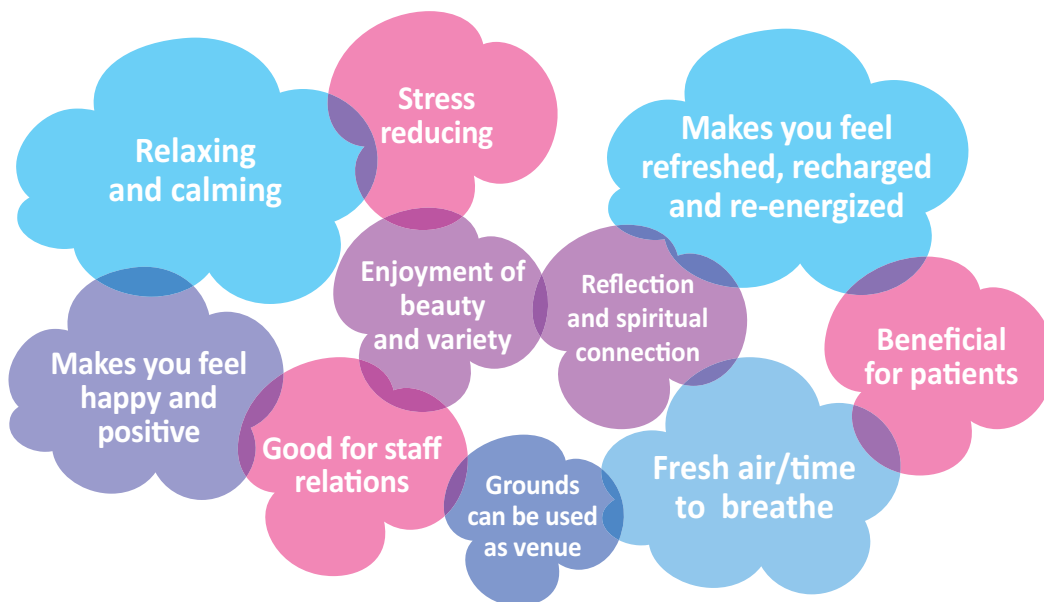 Relaxing
and calming
Stress
reducing
Makes you feel
refreshed, recharged
and re-energized
Enjoyment of
beauty
and variety
Reflection
and spiritual
connection
Beneficial
for patients
Makes you feel
happy and
positive
Good for staff
relations
Grounds
can be used
as venue
Fresh air/time
to breathe